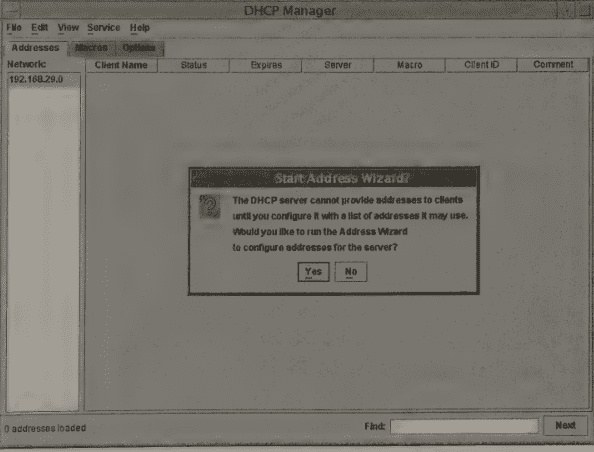 DHCP Manager
File Edit View Service Help
Addresses Macros Options
Network:
Client Name Status Expires Server Macro Client ID Comment
192.168.29.0
Start Address Wizard?
The DHCP server cannot provide addresses to clients
until you configure it with a list of addresses it may use.
Would you like to run the Address Wizard
to configure addresses for the server?
Yes No
0 addresses loaded
Find:
Next